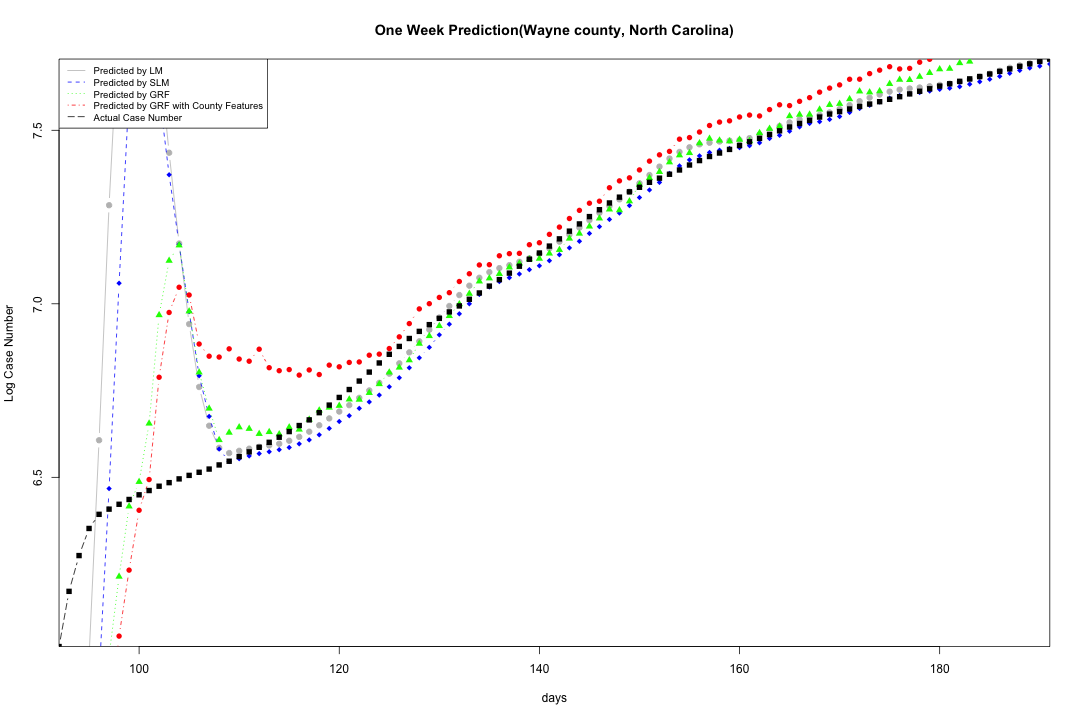 One Week Prediction(Wayne county, North Carolina)
Predicted by LM
Predicted by SLM
Predicted by GRF
Predicted by GRF with County Features
Actual Case Number
7.5
7.0
6.5
Log Case Number
100 120 140 160 180
days